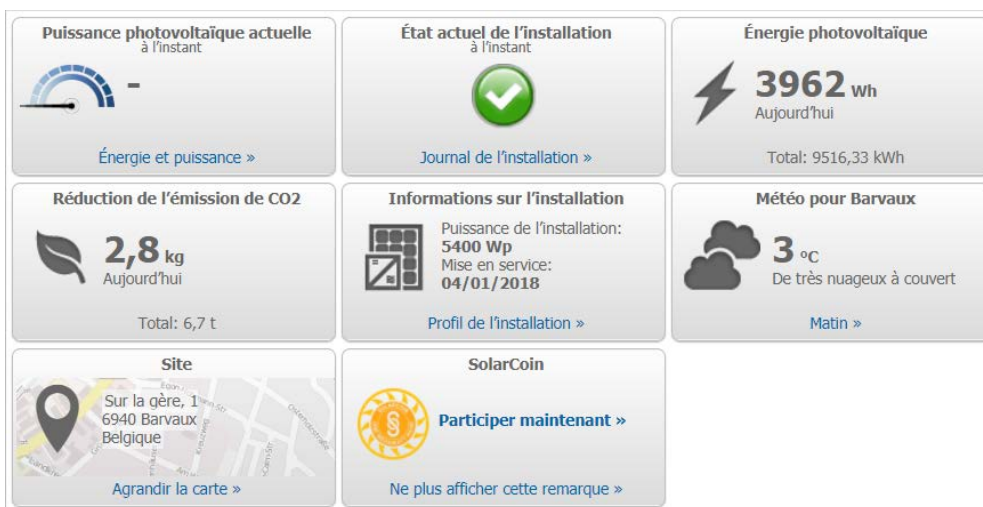 Puissance photovoltaïque actuelle
à l'instant
-
Énergie et puissance »
État actuel de l'installation
à l'instant
Journal de l'installation »
Énergie photovoltaïque
3962 Wh
Aujourd'hui
Total: 9516,33 kWh
Réduction de l'émission de CO2
2,8 kg
Aujourd'hui
Total: 6,7 t
Informations sur l'installation
Puissance de l'installation:
5400 Wp
Mise en service:
04/01/2018
Profil de l'installation »
Météo pour Barvaux
3 °C
De très nuageux à couvert
Matin »
Site
Sur la gère, 1
6940 Barvaux
Belgique
Agrandir la carte »
SolarCoin
Participer maintenant »
Ne plus afficher cette remarque »